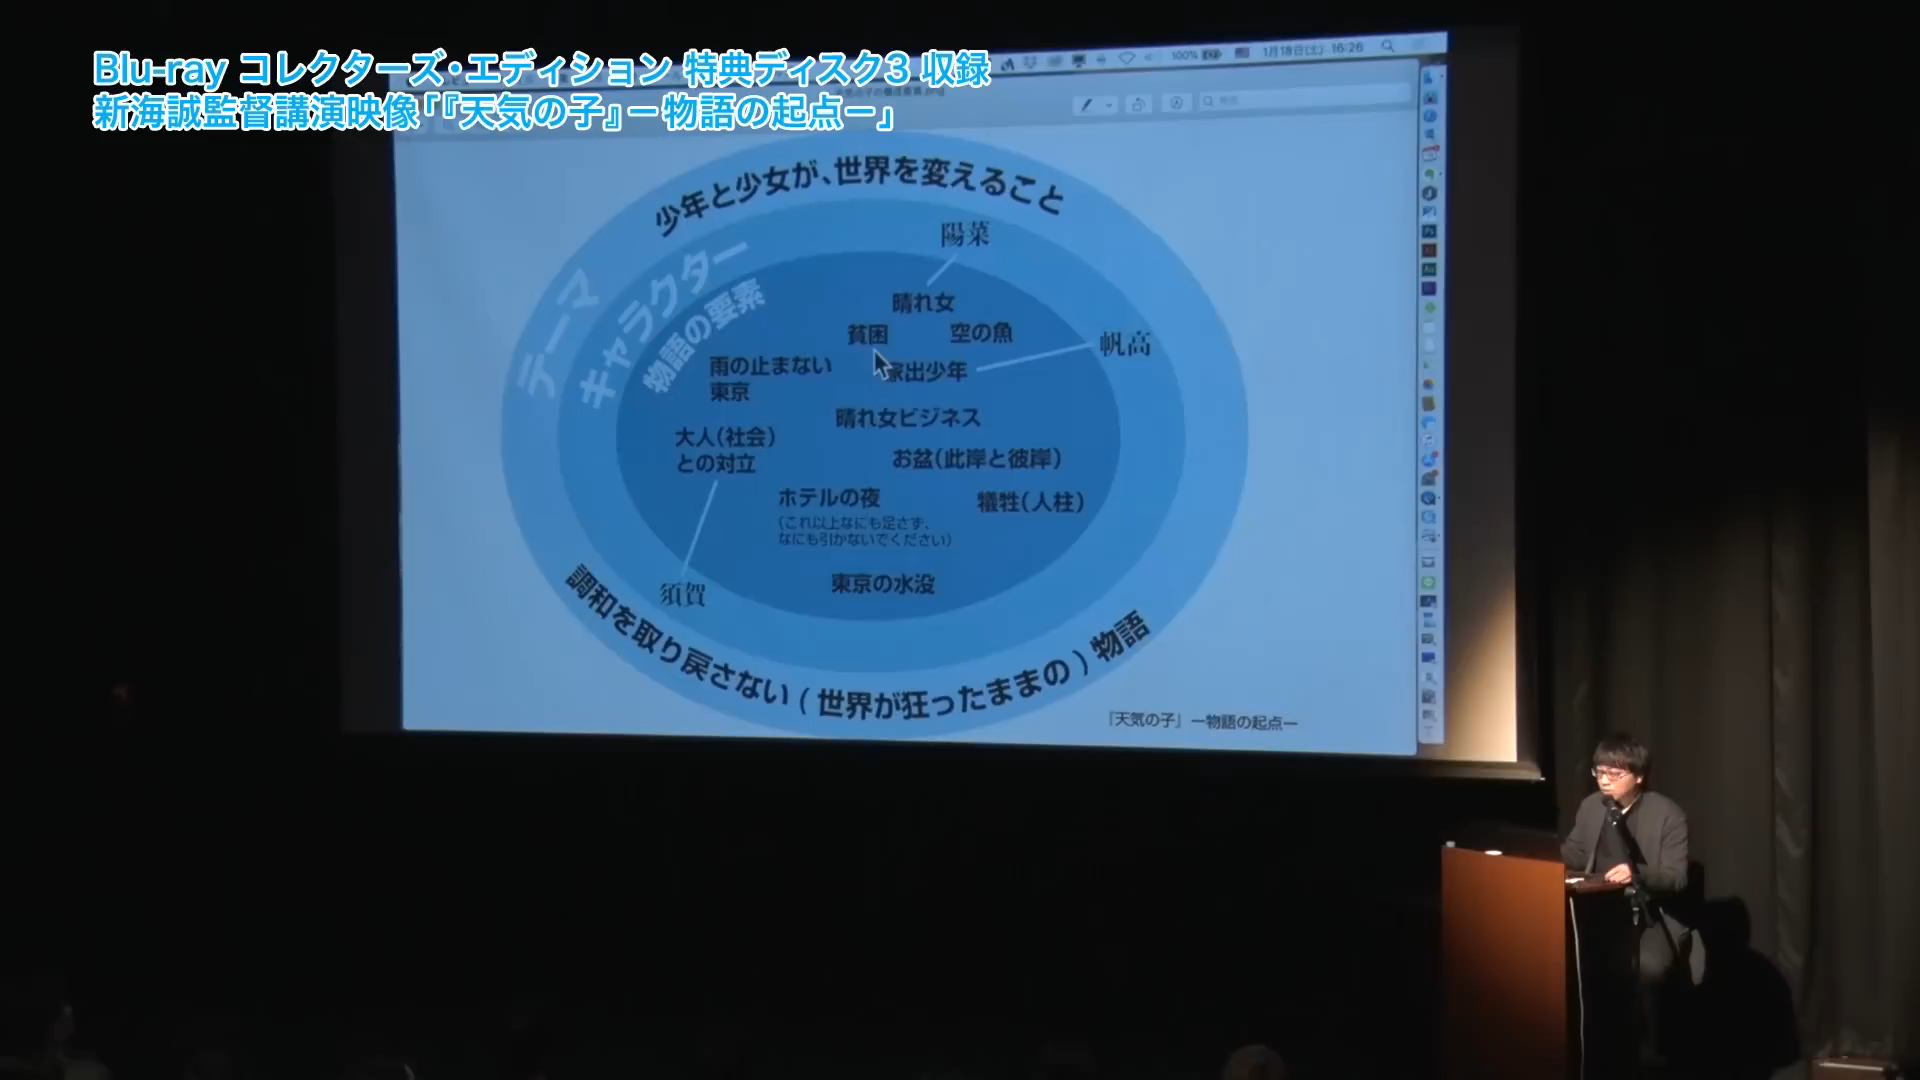 Blu-ray コレクターズ・エディション 特典ディスク3 収録
新海誠監督講演映像「『天気の子』－物語の起点－」
100%
1月18日(土) 16:26
少年と少女が、世界を変えること
テーマ
キャラクター
物語の要素
陽菜
晴れ女
貧困
空の魚
帆高
家出少年
雨の止まない
東京
晴れ女ビジネス
大人(社会)
との対立
お盆(此岸と彼岸)
ホテルの夜
(これ以上なにも足さず、
なにも引かないでください)
犠牲(人柱)
東京の水没
須賀
調和を取り戻さない(世界が狂ったままの)物語
『天気の子』 ー物語の起点ー